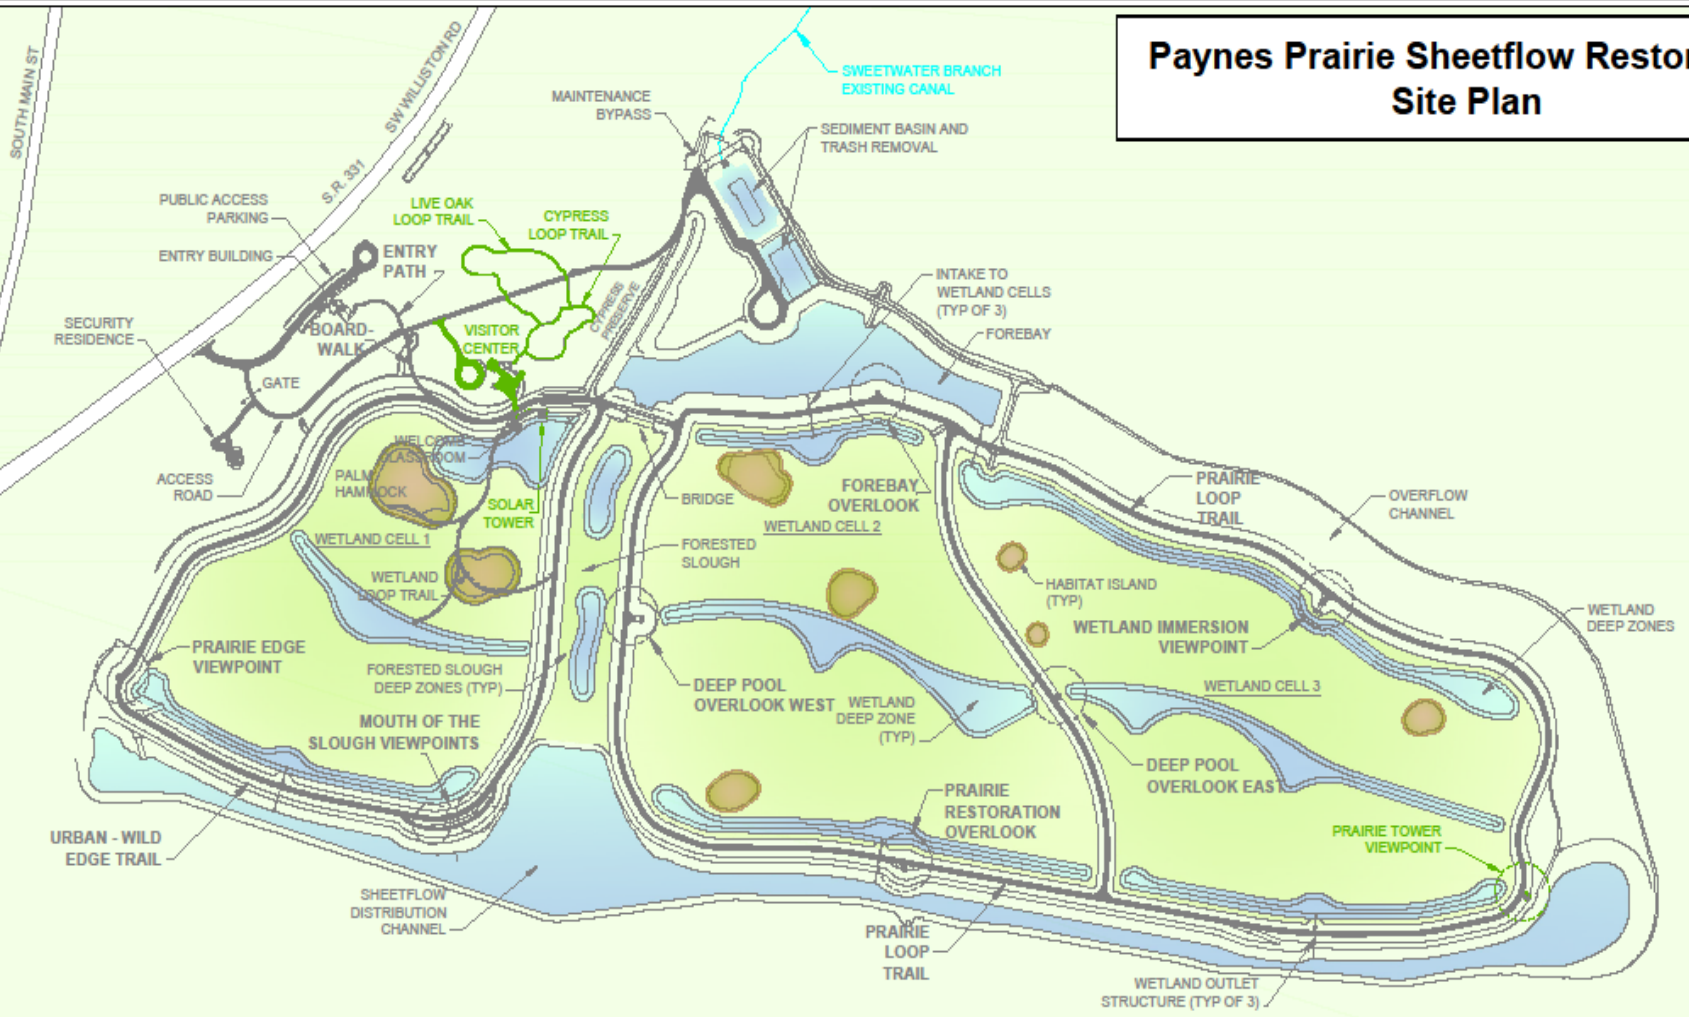 Paynes Prairie Sheetflow Restor
Site Plan
SOUTH MAIN ST
SW WILLISTON RD
S.R. 331
SWEETWATER BRANCH
EXISTING CANAL
MAINTENANCE
BYPASS
SEDIMENT BASIN AND
TRASH REMOVAL
PUBLIC ACCESS
PARKING
LIVE OAK
LOOP TRAIL
CYPRESS
LOOP TRAIL
ENTRY BUILDING
ENTRY
PATH
CYPRESS
PRESERVE
INTAKE TO
WETLAND CELLS
(TYP OF 3)
FOREBAY
SECURITY
RESIDENCE
BOARD-
WALK
VISITOR
CENTER
GATE
WELCOME
CLASSROOM
PALM
HAMMOCK
ACCESS
ROAD
SOLAR
TOWER
BRIDGE
FOREBAY
OVERLOOK
PRAIRIE
LOOP
TRAIL
OVERFLOW
CHANNEL
WETLAND CELL 1
WETLAND CELL 2
FORESTED
SLOUGH
WETLAND
LOOP TRAIL
HABITAT ISLAND
(TYP)
WETLAND IMMERSION
VIEWPOINT
WETLAND
DEEP ZONES
PRAIRIE EDGE
VIEWPOINT
FORESTED SLOUGH
DEEP ZONES (TYP)
DEEP POOL
OVERLOOK WEST
WETLAND
DEEP ZONE
(TYP)
WETLAND CELL 3
MOUTH OF THE
SLOUGH VIEWPOINTS
DEEP POOL
OVERLOOK EAST
PRAIRIE
RESTORATION
OVERLOOK
PRAIRIE TOWER
VIEWPOINT
URBAN - WILD
EDGE TRAIL
SHEETFLOW
DISTRIBUTION
CHANNEL
PRAIRIE
LOOP
TRAIL
WETLAND OUTLET
STRUCTURE (TYP OF 3)